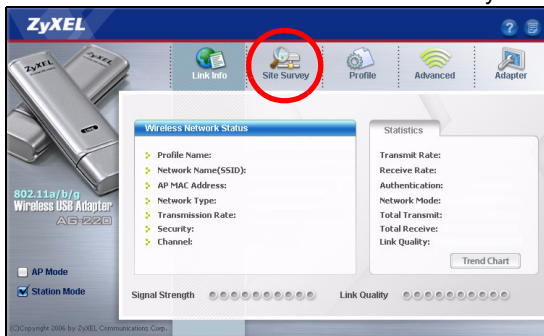 ZyXEL
Link Info
Site Survey
Profile
Advanced
Adapter
ZyXEL
Wireless Network Status
Profile Name:
Network Name(SSID):
AP MAC Address:
Network Type:
Transmission Rate:
Security:
Channel:
Statistics
Transmit Rate:
Receive Rate:
Authentication:
Network Mode:
Total Transmit:
Total Receive:
Link Quality:
Trend Chart
802.11a/b/g
Wireless USB Adapter
AG-220
AP Mode
Station Mode
Signal Strength
Link Quality
(C)Copyright 2006 by ZyXEL Communications Corp.